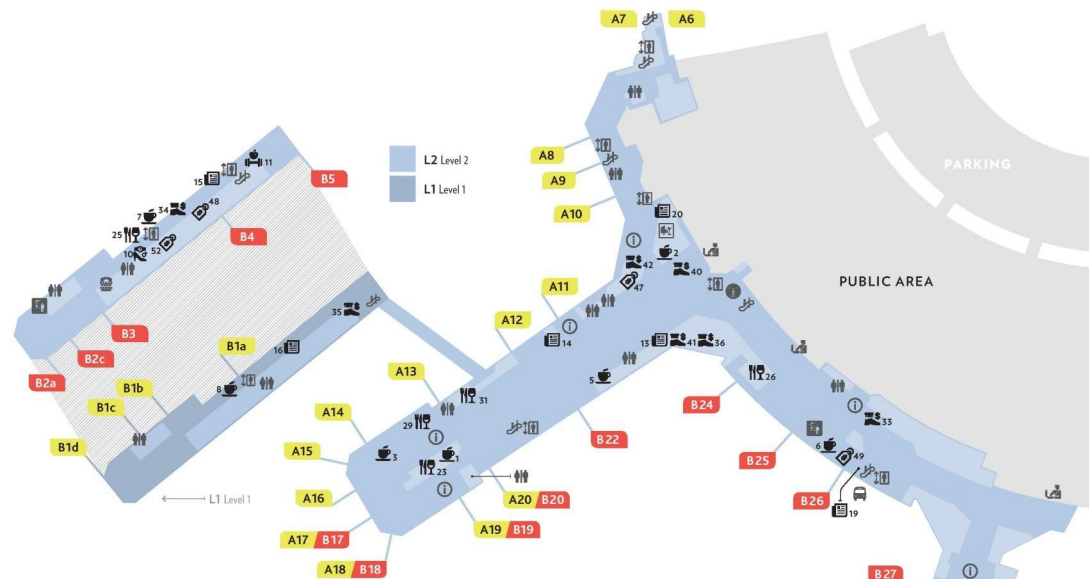 A7
A6
L2 Level 2
L1 Level 1
PARKING
PUBLIC AREA
A8
A9
A10
20
2
42
40
47
11
15
B5
48
34
7
B4
25
52
10
B3
B2c
B2a
35
16
B1a
8
B1b
B1c
B1d
L1 Level 1
A11
A12
14
13
41
36
A13
31
5
26
B24
A14
29
33
B22
A15
3
1
23
B25
6
49
A16
A20 B20
B26
19
A19 B19
A17 B17
A18 B18
B27